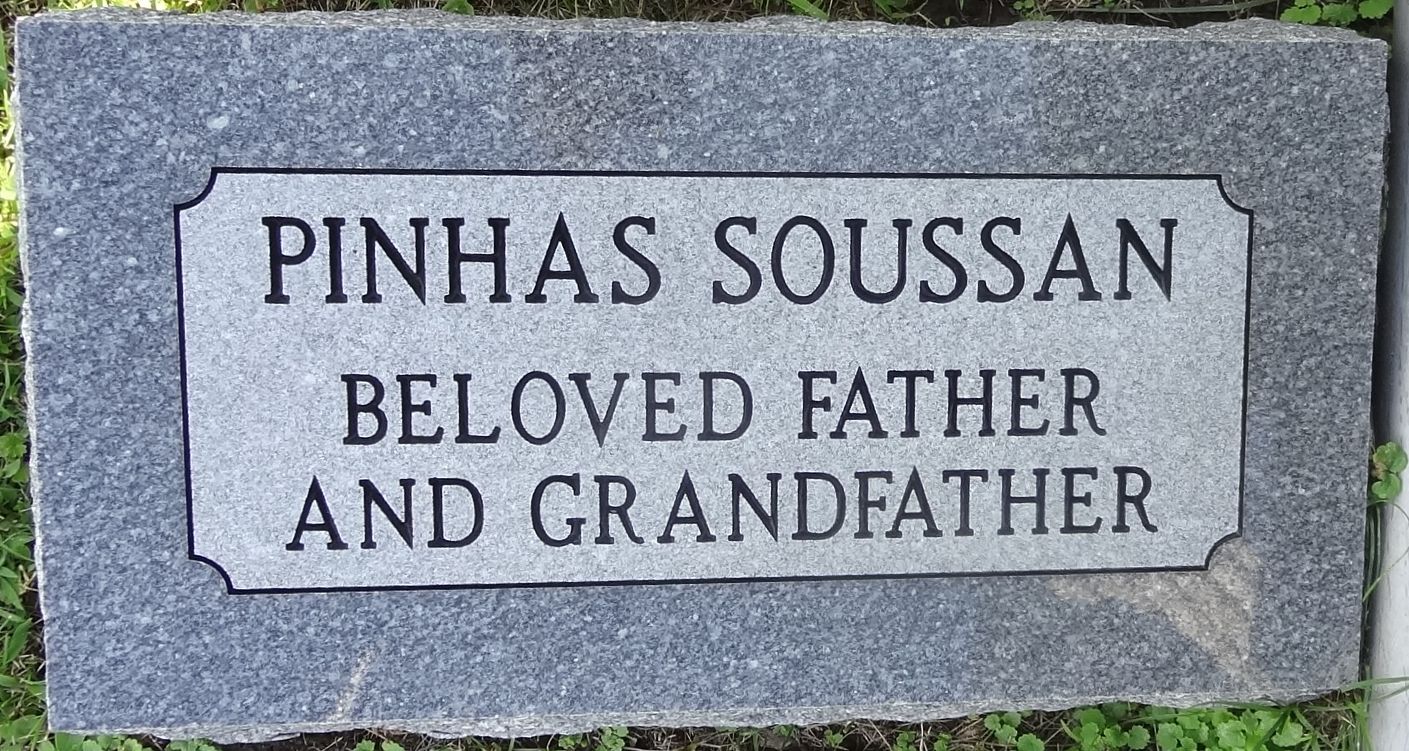 PINHAS SOUSSAN
BELOVED FATHER
AND GRANDFATHER